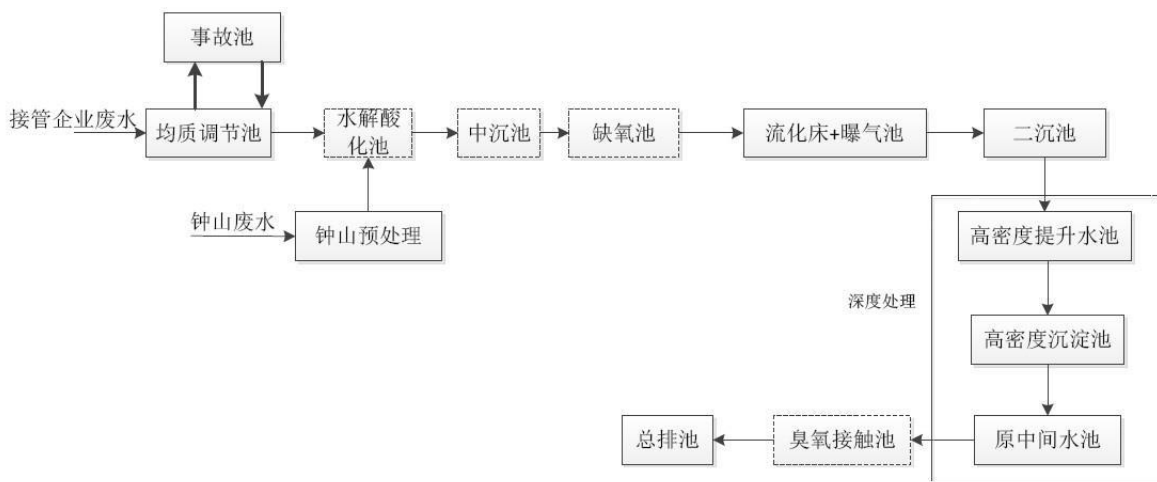 事故池
接管企业废水
均质调节池
水解酸
化池
中沉池
缺氧池
流化床+曝气池
二沉池
钟山废水
钟山预处理
高密度提升水池
深度处理
高密度沉淀池
总排池
臭氧接触池
原中间水池